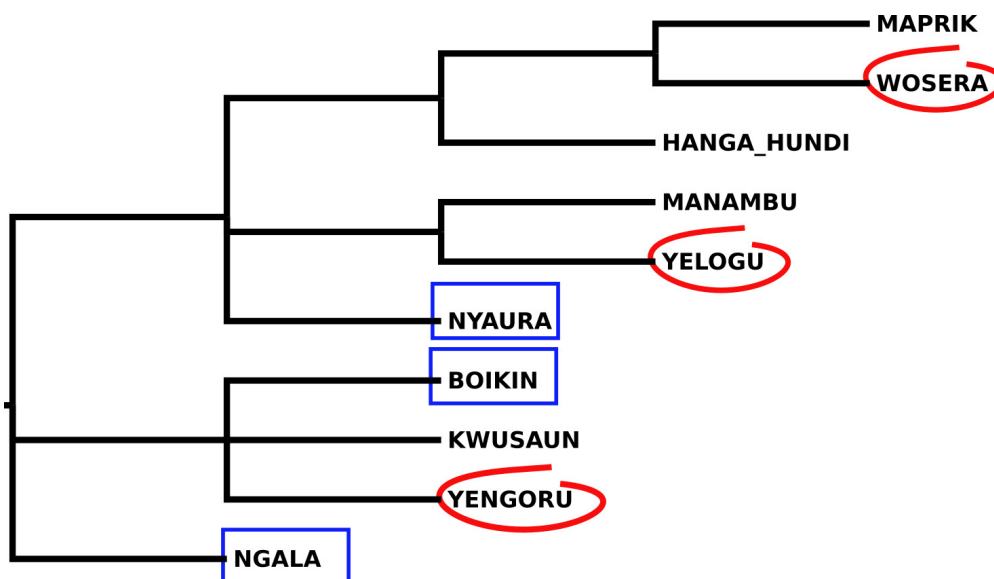 MAPRIK
WOSERA
HANGA_HUNDI
MANAMBU
YELOGU
NYAURA
BOIKIN
KWUSAUN
YENGORU
NGALA